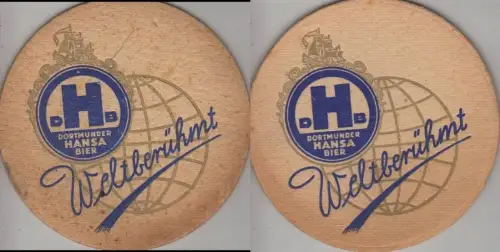 H
D B
DORTMUNDER
HANSA
BIER
Weltberühmt
H
D B
DORTMUNDER
HANSA
BIER
Weltberühmt